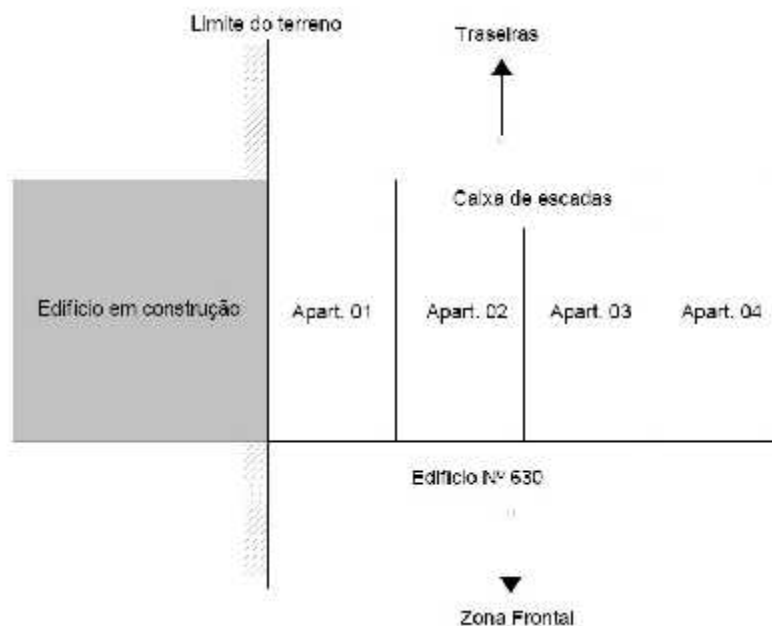 Limite do terreno
Traseiras
Caixa de escadas
Edifício em construção
Apart. 01
Apart. 02
Apart. 03
Apart. 04
Edifício Nº 630
Zona Frontal